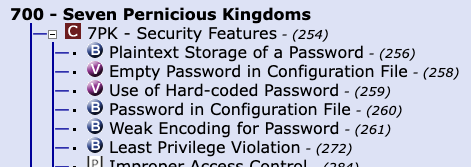 700 - Seven Pernicious Kingdoms
C 7PK - Security Features - (254)
B Plaintext Storage of a Password - (256)
V Empty Password in Configuration File - (258)
V Use of Hard-coded Password - (259)
B Password in Configuration File - (260)
B Weak Encoding for Password - (261)
B Least Privilege Violation - (272)
P Improper Access Control - (284)